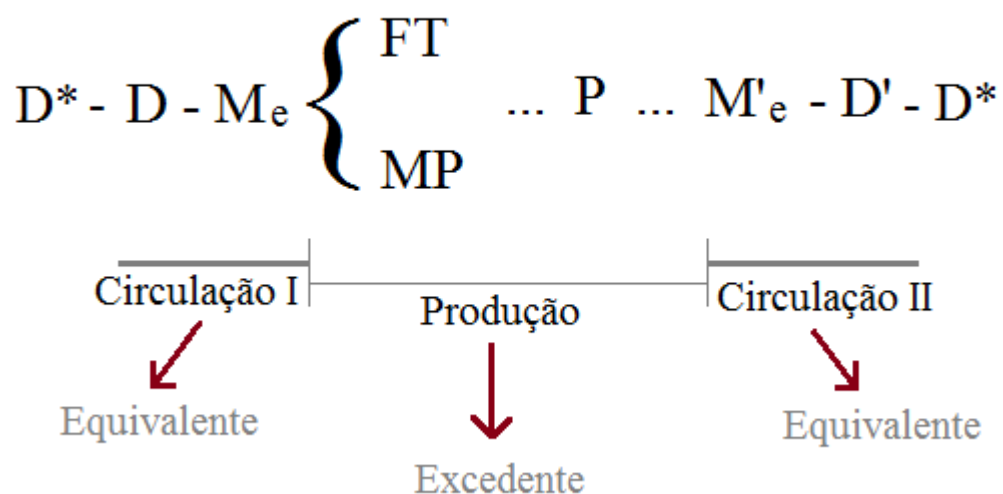 FT
D* - D - Mₑ { ... P ... M'ₑ - D' - D*
MP
Circulação I
Produção
Circulação II
Equivalente
Excedente
Equivalente